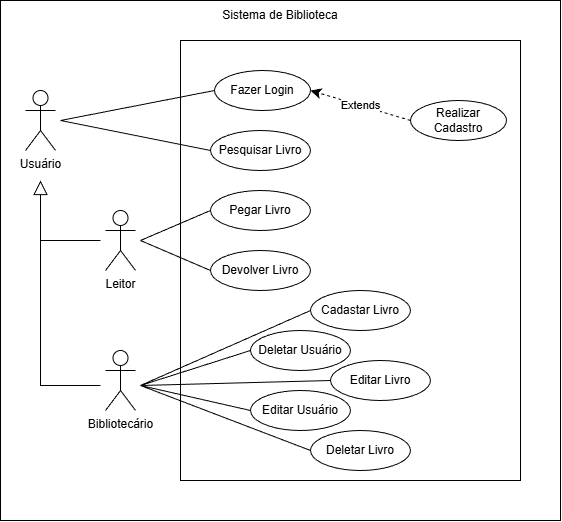 Sistema de Biblioteca
Fazer Login
Extends
Realizar
Cadastro
Usuário
Pesquisar Livro
Pegar Livro
Leitor
Devolver Livro
Cadastar Livro
Deletar Usuário
Editar Livro
Bibliotecário
Editar Usuário
Deletar Livro